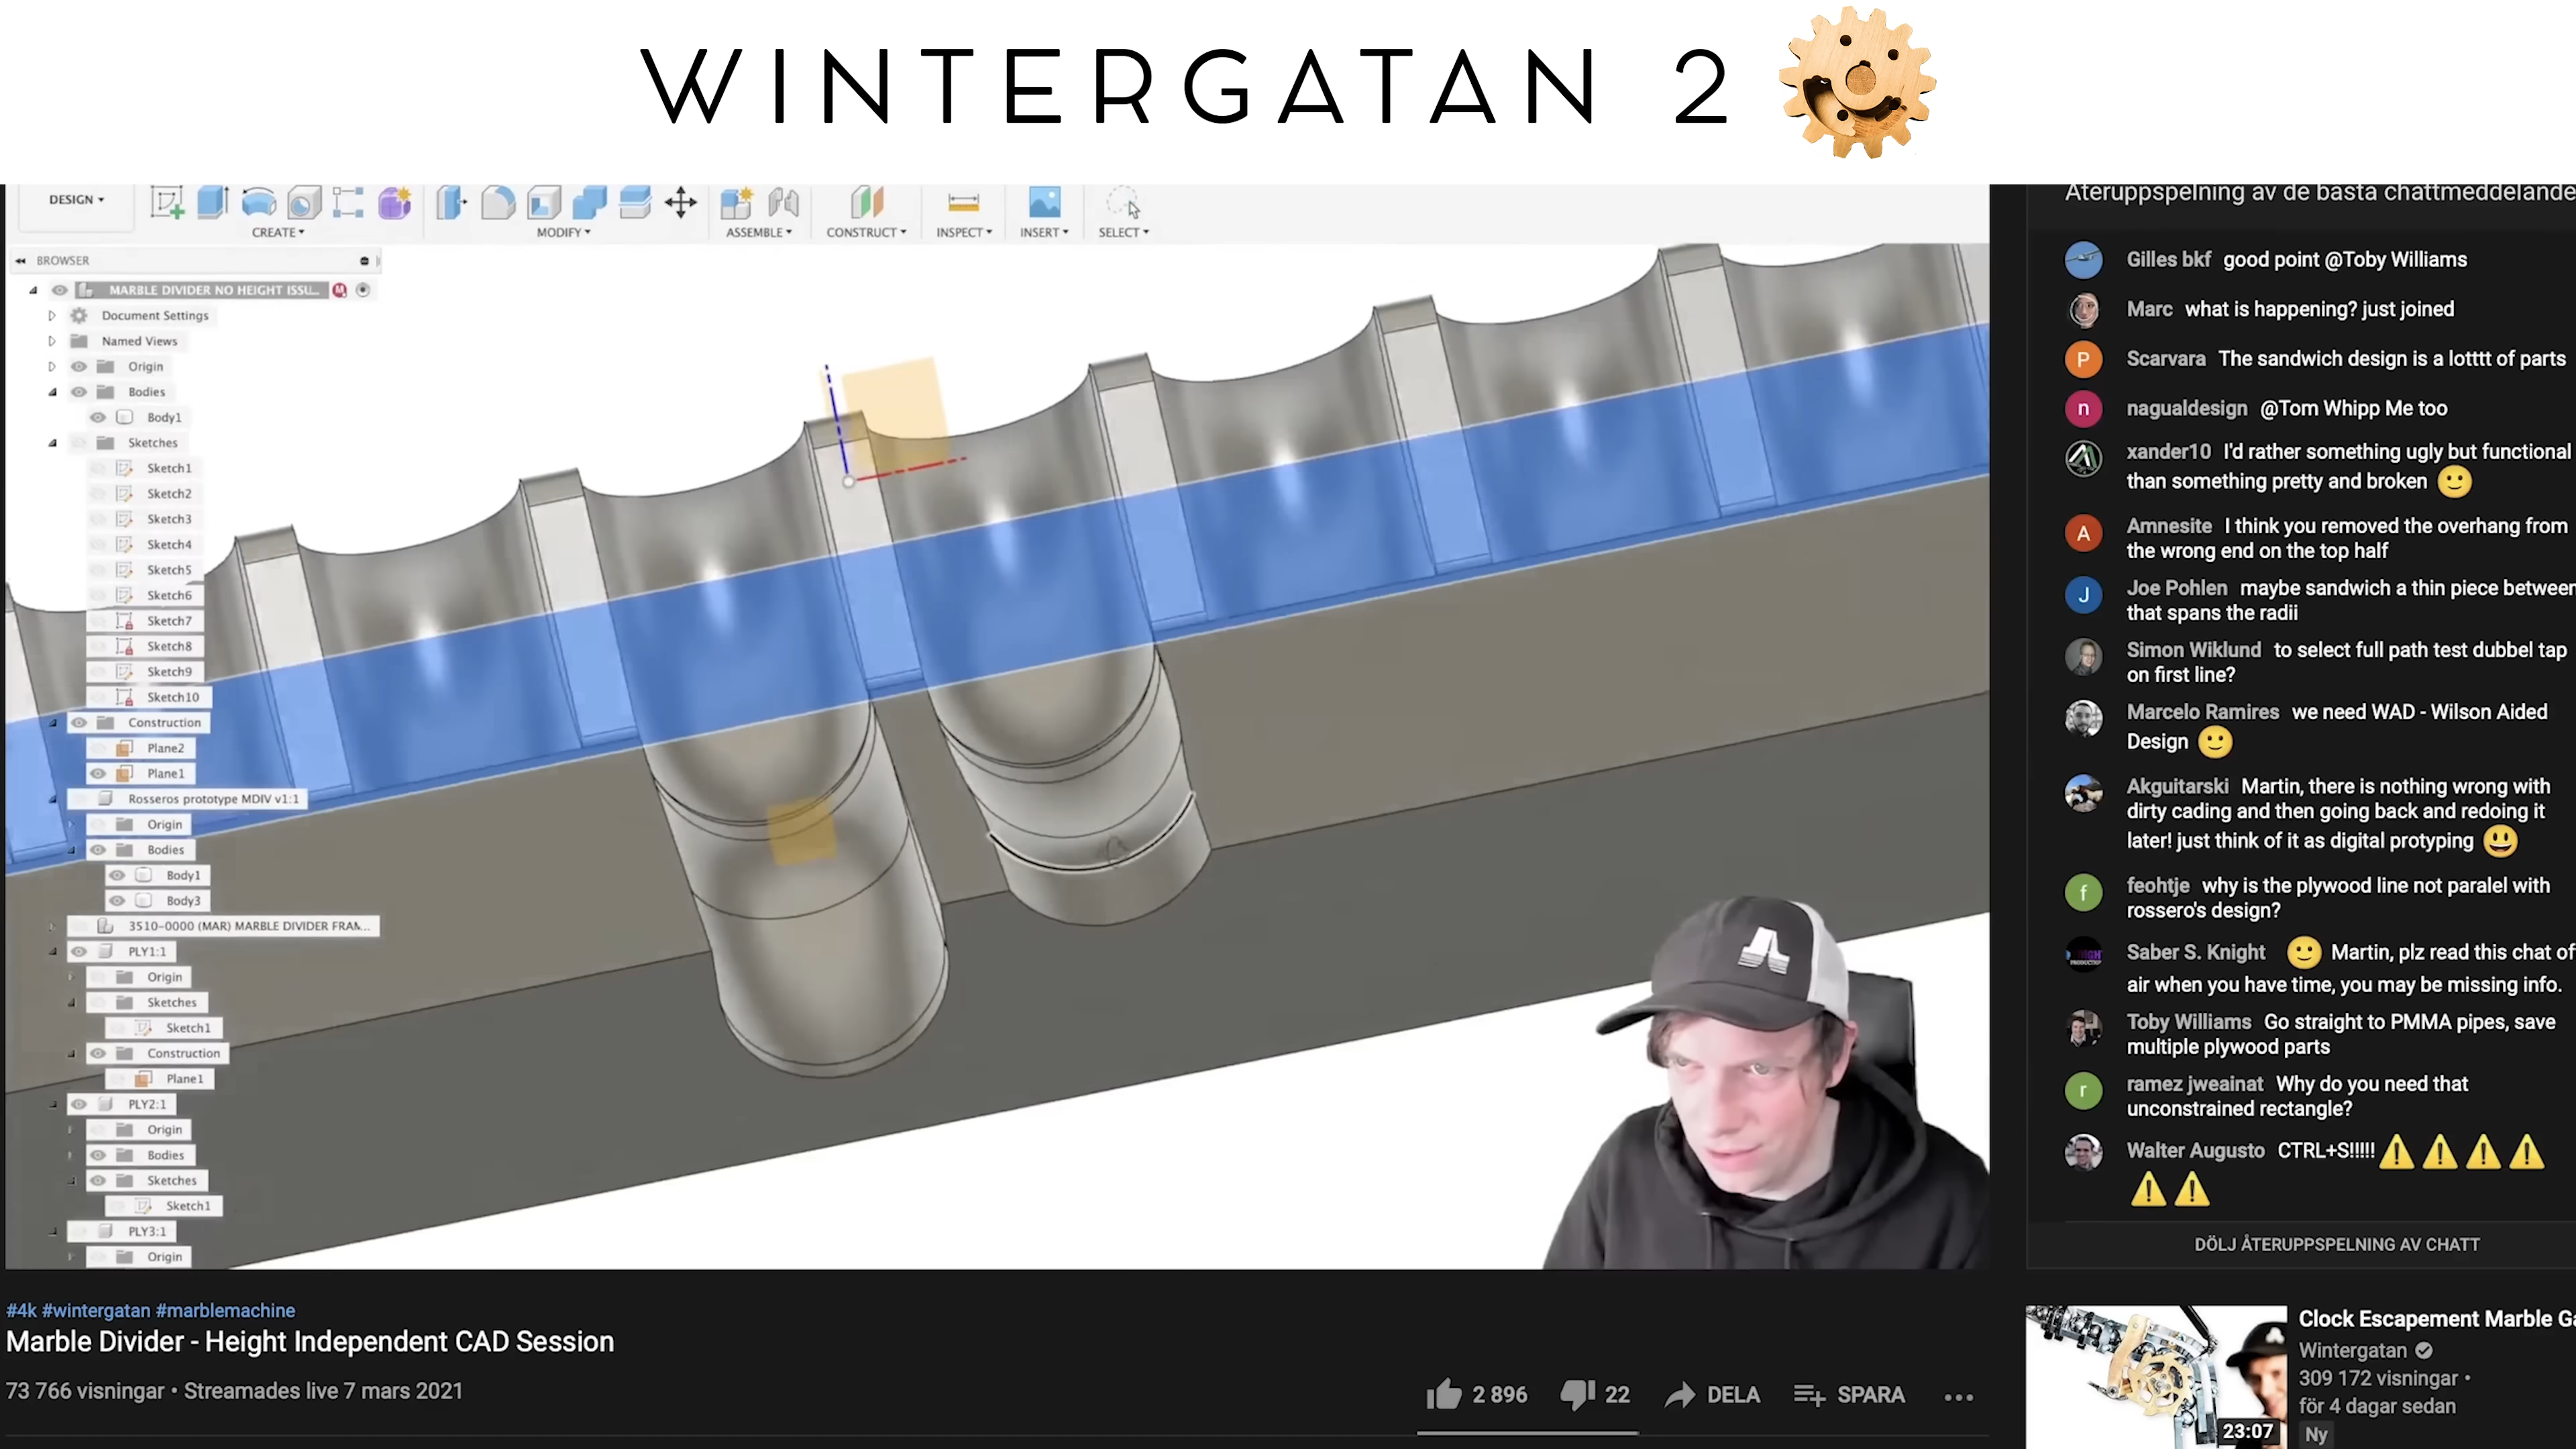 WINTERGATAN 2
DESIGN
CREATE
MODIFY
ASSEMBLE
CONSTRUCT
INSPECT
INSERT
SELECT
BROWSER
MARBLE DIVIDER NO HEIGHT ISSU...
Document Settings
Named Views
Origin
Bodies
Body1
Sketches
Sketch1
Sketch2
Sketch3
Sketch4
Sketch5
Sketch6
Sketch7
Sketch8
Sketch9
Sketch10
Construction
Plane2
Plane1
Rosseros prototype MDIV v1:1
Origin
Bodies
Body1
Body3
3510-0000 (MAR) MARBLE DIVIDER FRAM...
PLY1:1
Origin
Sketches
Sketch1
Construction
Plane1
PLY2:1
Origin
Bodies
Sketches
Sketch1
PLY3:1
Origin
Återuppspelning av de bästa chattmeddelande
Gilles bkf good point @Toby Williams
Marc what is happening? just joined
P Scarvara The sandwich design is a lotttt of parts
n nagualdesign @Tom Whipp Me too
xander10 I'd rather something ugly but functional
than something pretty and broken 🙂
A Amnesite I think you removed the overhang from
the wrong end on the top half
J Joe Pohlen maybe sandwich a thin piece between
that spans the radii
Simon Wiklund to select full path test dubbel tap
on first line?
Marcelo Ramires we need WAD - Wilson Aided
Design 🙂
Akguitarski Martin, there is nothing wrong with
dirty cading and then going back and redoing it
later! just think of it as digital protyping 😃
f feohtje why is the plywood line not paralel with
rossero's design?
Saber S. Knight 🙂 Martin, plz read this chat of
air when you have time, you may be missing info.
Toby Williams Go straight to PMMA pipes, save
multiple plywood parts
r ramez jweainat Why do you need that
unconstrained rectangle?
Walter Augusto CTRL+S!!!!! ⚠️⚠️⚠️⚠️
⚠️⚠️
DÖLJ ÅTERUPPSPELNING AV CHATT
#4k #wintergatan #marblemachine
Marble Divider - Height Independent CAD Session
73 766 visningar • Streamades live 7 mars 2021
2 896
22
DELA
SPARA
Clock Escapement Marble Ga
Wintergatan
309 172 visningar •
för 4 dagar sedan
Ny
23:07